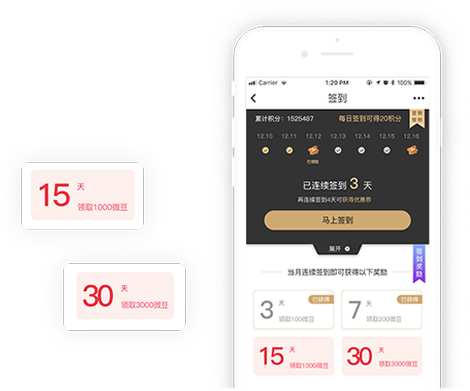 15 天
领取1000微豆
30 天
领取3000微豆
Carrier 1:20 PM 100%
签到
累计积分：1525487 每日签到可得20积分
12.10 12.11 12.12 12.13 12.14 12.15 12.16
已连续签到 3 天
再连续签到4天可获得优惠券
马上签到
展开
签到奖励
当月连续签到即可获得以下奖励
3 天 已获得
领取100微豆
7 天 已获得
领取200微豆
15 天
领取1000微豆
30 天
领取3000微豆